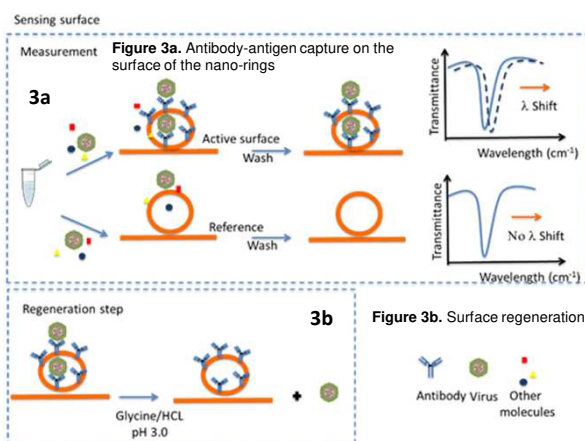 Sensing surface
Measurement
Figure 3a. Antibody-antigen capture on the
surface of the nano-rings
3a
Active surface
Wash
Reference
Wash
Transmittance
λ Shift
Wavelength (cm-1)
Transmittance
No λ Shift
Wavelength (cm-1)
Regeneration step
3b
Glycine/HCL
pH 3.0
+
Figure 3b. Surface regeneration
Antibody Virus Other
molecules